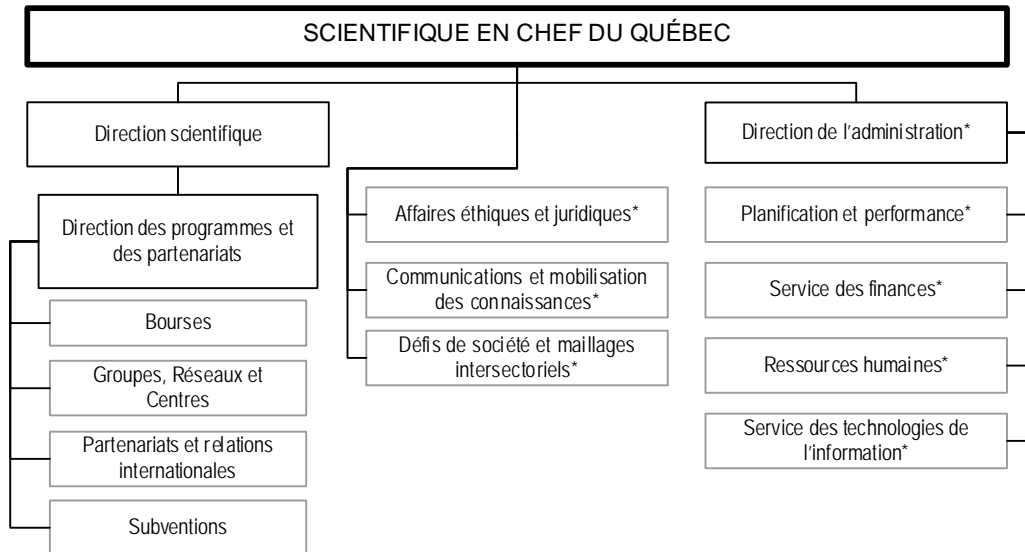 SCIENTIFIQUE EN CHEF DU QUÉBEC
Direction scientifique
Direction des programmes et
des partenariats
Bourses
Groupes, Réseaux et
Centres
Partenariats et relations
internationales
Subventions
Affaires éthiques et juridiques*
Communications et mobilisation
des connaissances*
Défis de société et maillages
intersectoriels*
Direction de l'administration*
Planification et performance*
Service des finances*
Ressources humaines*
Service des technologies de
l'information*